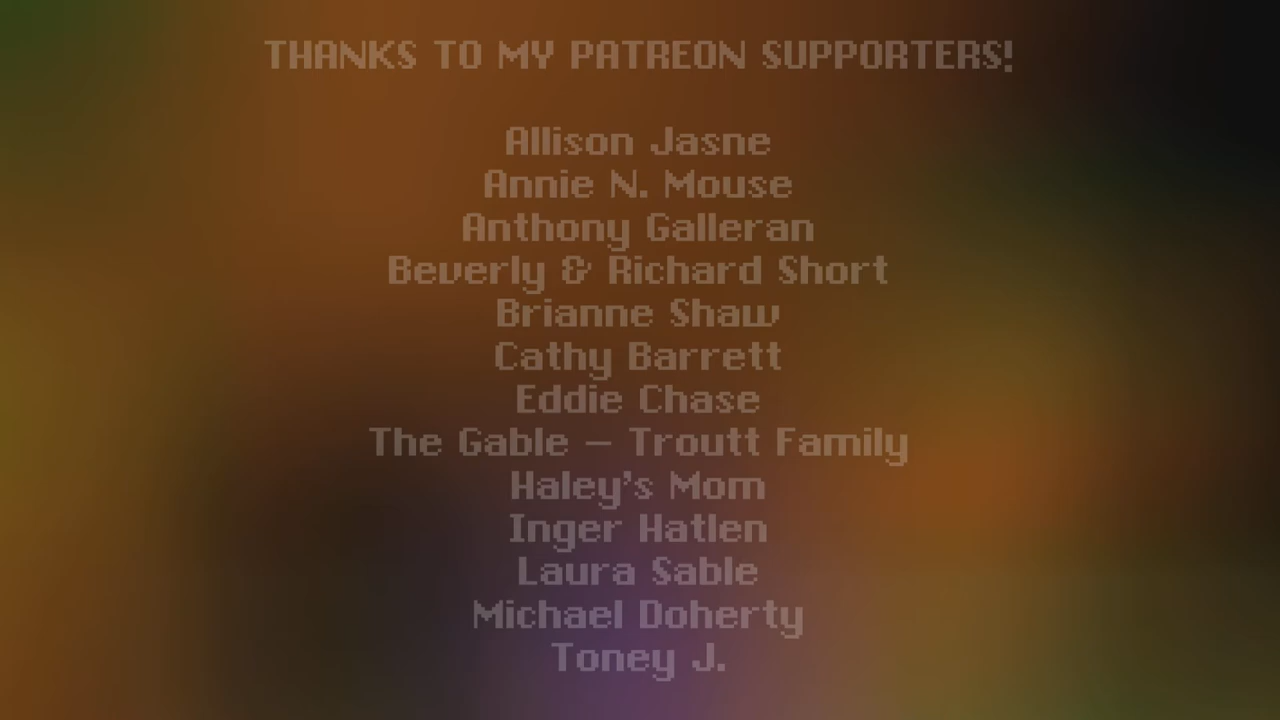 THANKS TO MY PATREON SUPPORTERS!
Allison Jasne
Annie N. Mouse
Anthony Galleran
Beverly & Richard Short
Brianne Shaw
Cathy Barrett
Eddie Chase
The Gable – Troutt Family
Haley's Mom
Inger Hatlen
Laura Sable
Michael Doherty
Toney J.